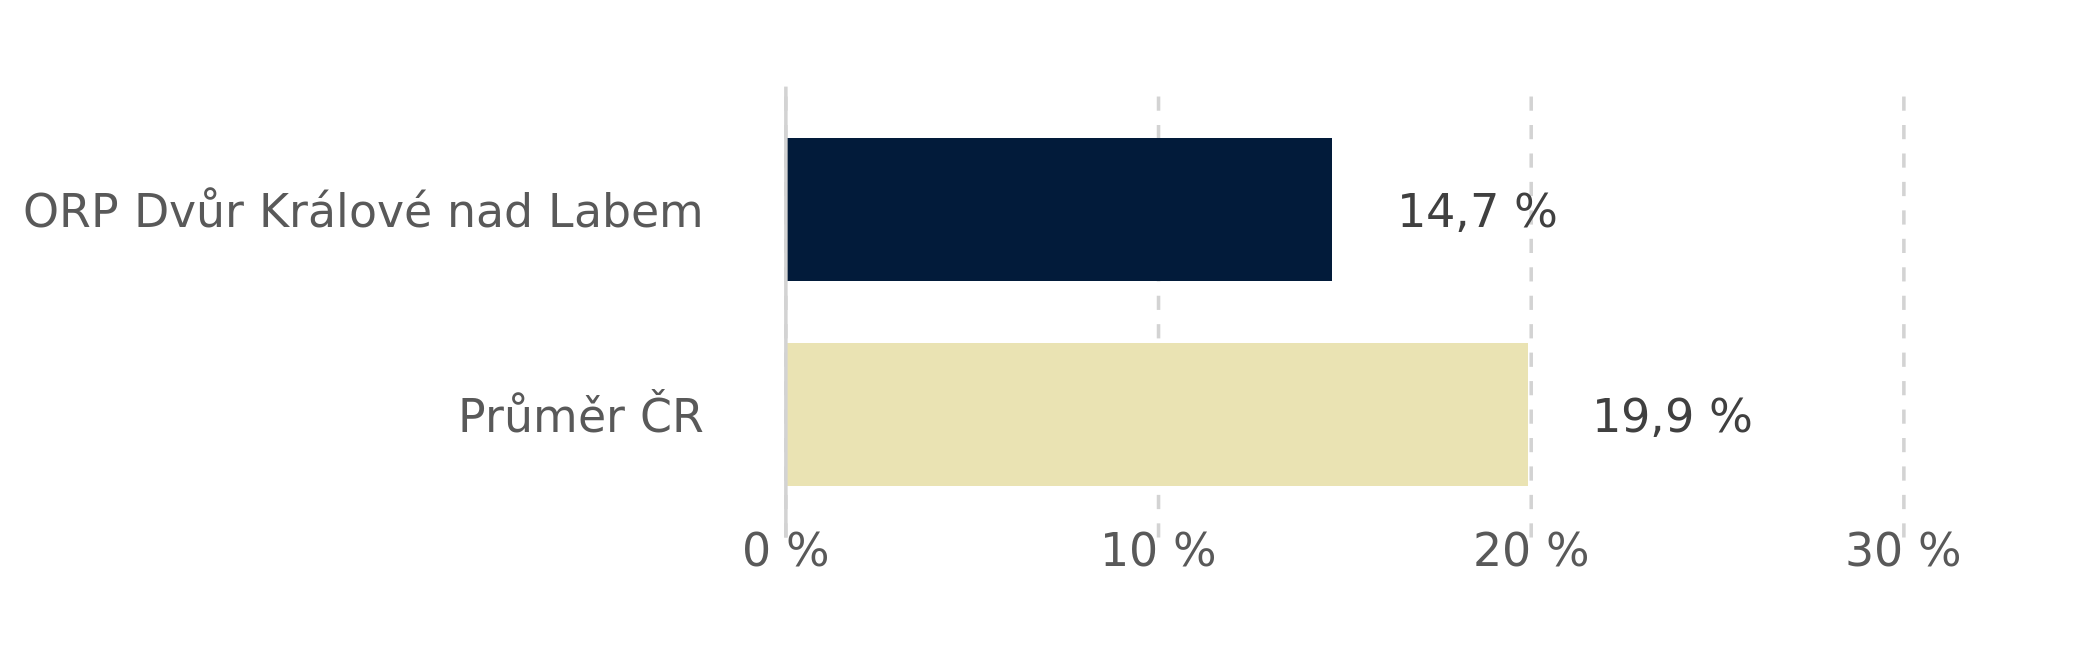 ORP Dvůr Králové nad Labem 14,7 %
Průměr ČR 19,9 %
0 % 10 % 20 % 30 %